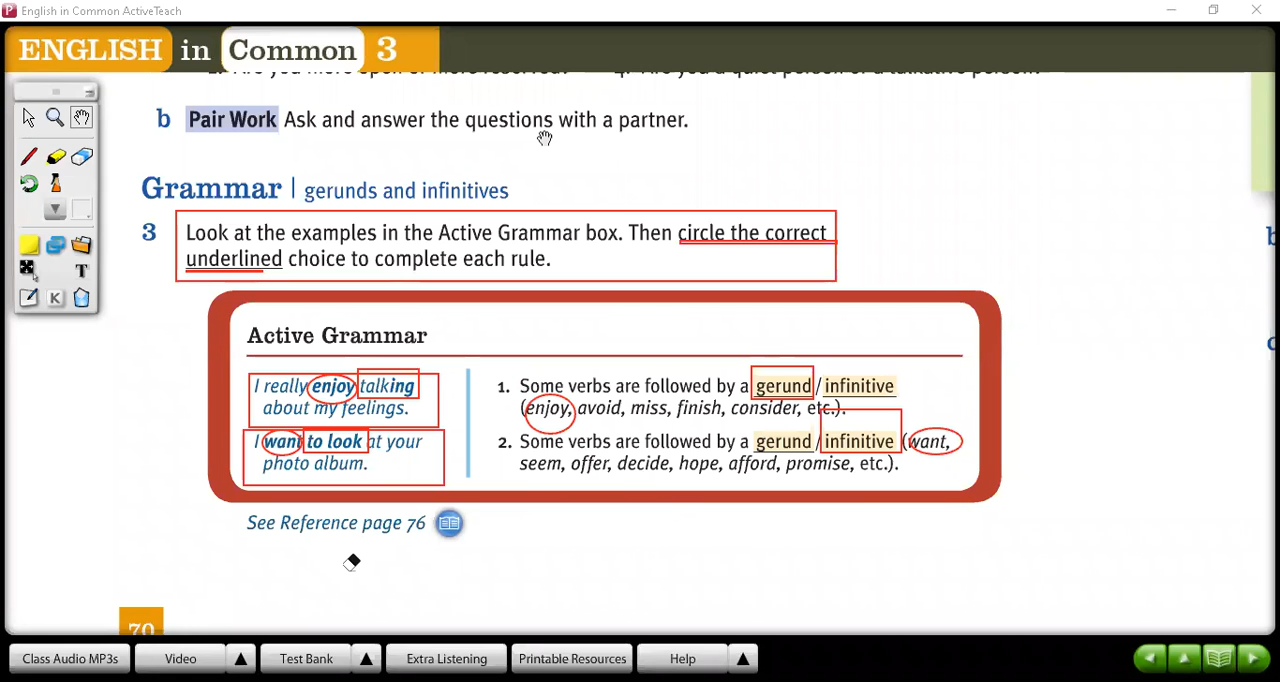 English in Common ActiveTeach
ENGLISH in Common 3
b Pair Work Ask and answer the questions with a partner.
Grammar | gerunds and infinitives
3 Look at the examples in the Active Grammar box. Then circle the correct
underlined choice to complete each rule.
Active Grammar
I really enjoy talking
about my feelings.
I want to look at your
photo album.
1. Some verbs are followed by a gerund / infinitive
(enjoy, avoid, miss, finish, consider, etc.).
2. Some verbs are followed by a gerund / infinitive (want,
seem, offer, decide, hope, afford, promise, etc.).
See Reference page 76
70
T
K
Class Audio MP3s
Video
Test Bank
Extra Listening
Printable Resources
Help